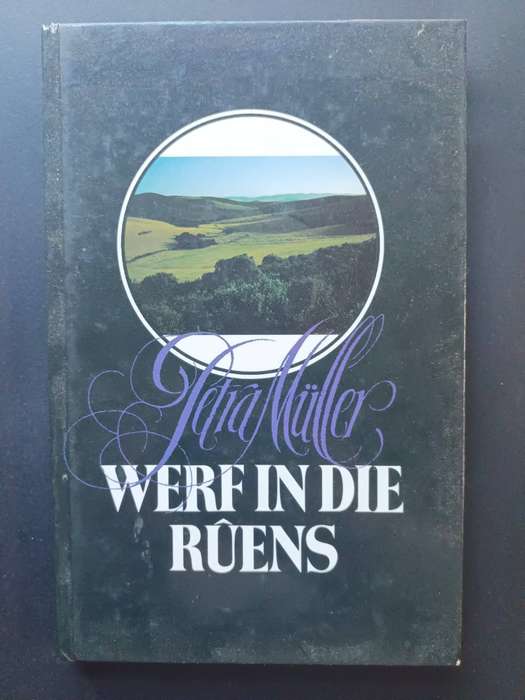 Petra Müller
WERF IN DIE
RÛENS